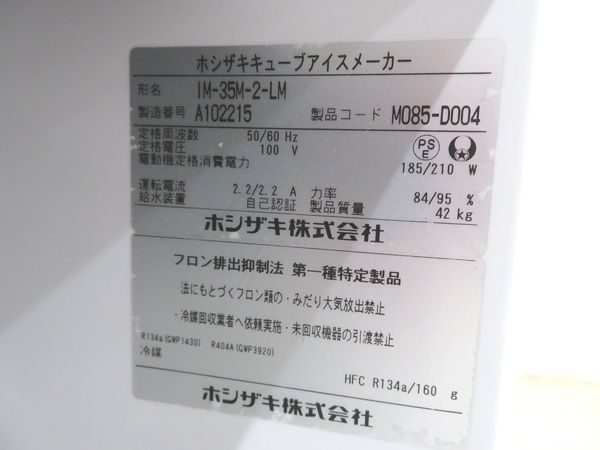 ホシザキキューブアイスメーカー
形名 IM-35M-2-LM
製造番号 A102215 製品コード M085-D004
定格周波数 50/60 Hz
定格電圧 100 V
PS E
電動機定格消費電力 185/210 W
運転電流 2.2/2.2 A 力率 84/95 %
給水装置 自己認証 製品質量 42 kg
ホシザキ株式会社
フロン排出抑制法 第一種特定製品
法にもとづくフロン類の・みだり大気放出禁止
・冷媒回収業者へ依頼実施・未回収機器の引渡禁止
R134a(GWP1430) R404A(GWP3920)
冷媒 HFC R134a/160 g
ホシザキ株式会社